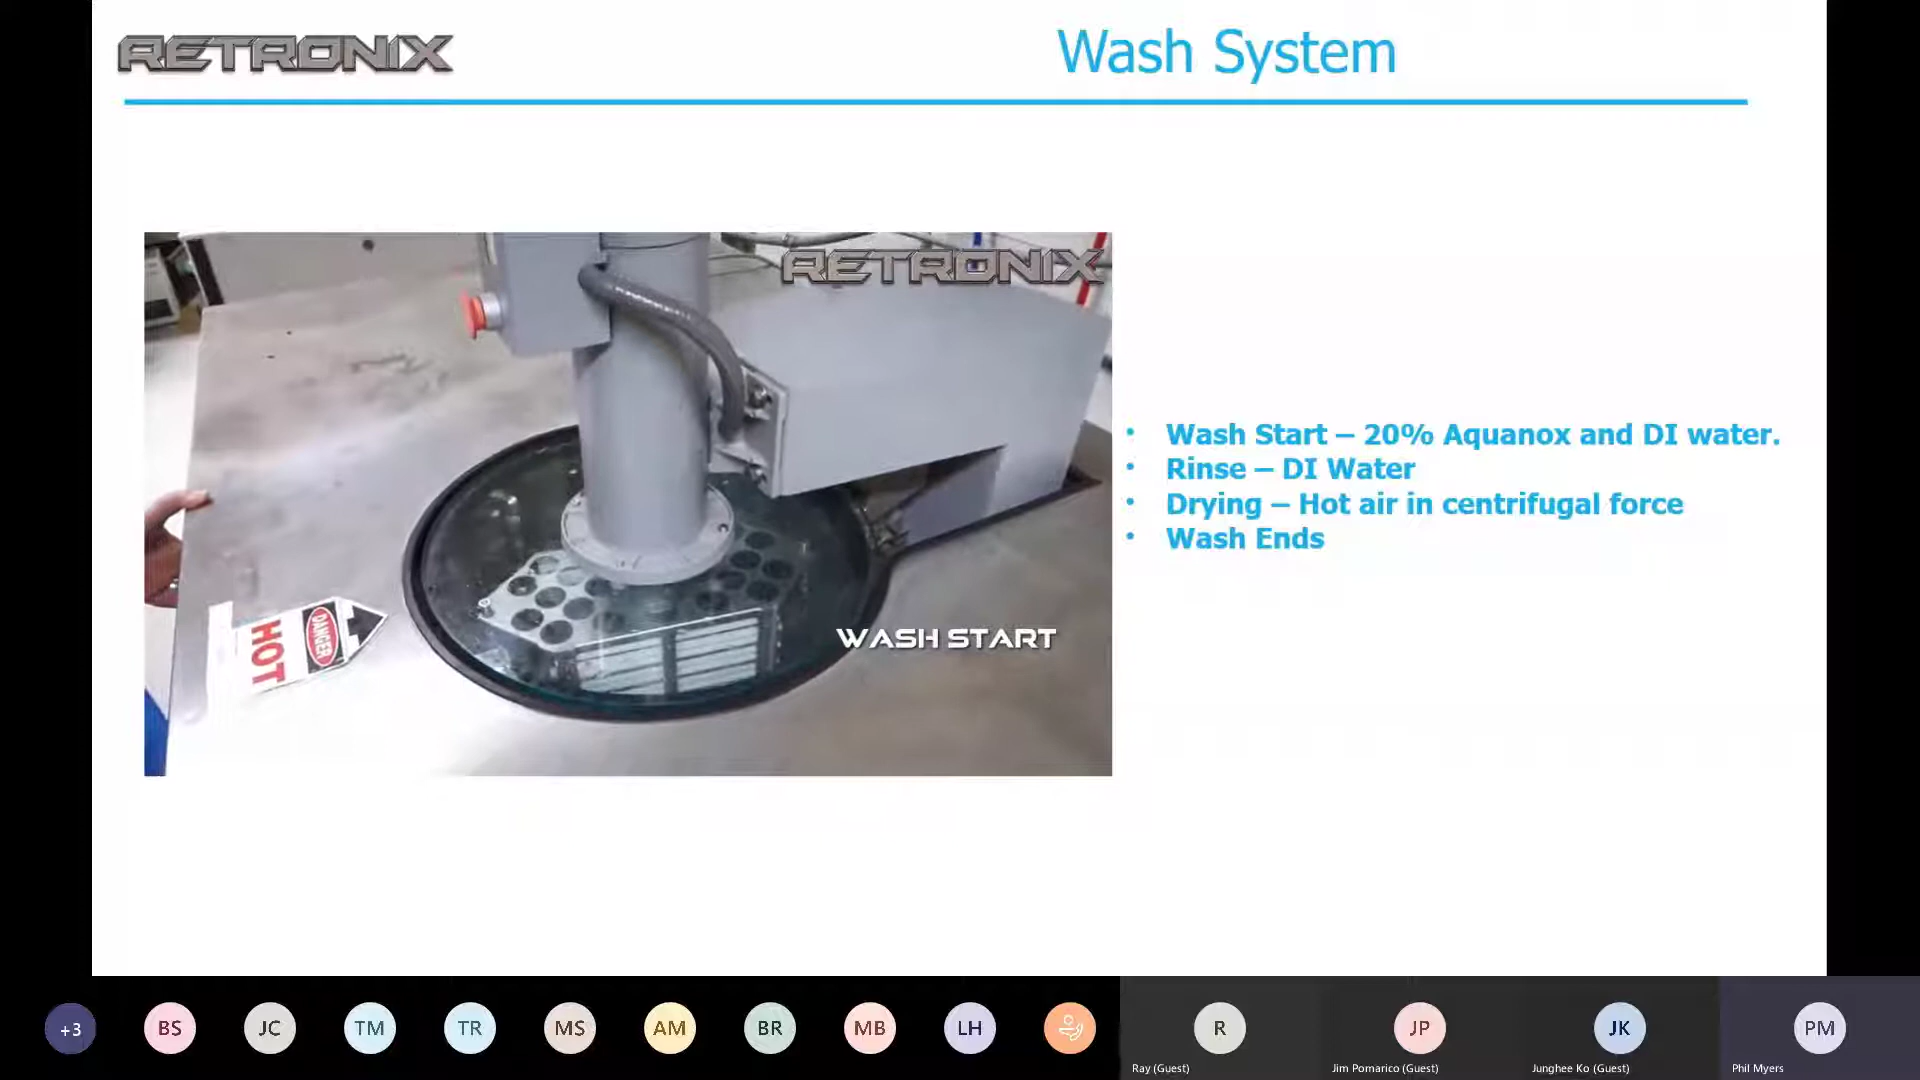 RETRONIX
Wash System
RETRONIX
DANGER
HOT
WASH START
• Wash Start – 20% Aquanox and DI water.
• Rinse – DI Water
• Drying – Hot air in centrifugal force
• Wash Ends
+3
BS
JC
TM
TR
MS
AM
BR
MB
LH
R
JP
JK
PM
Ray (Guest)
Jim Pomarico (Guest)
Junghee Ko (Guest)
Phil Myers